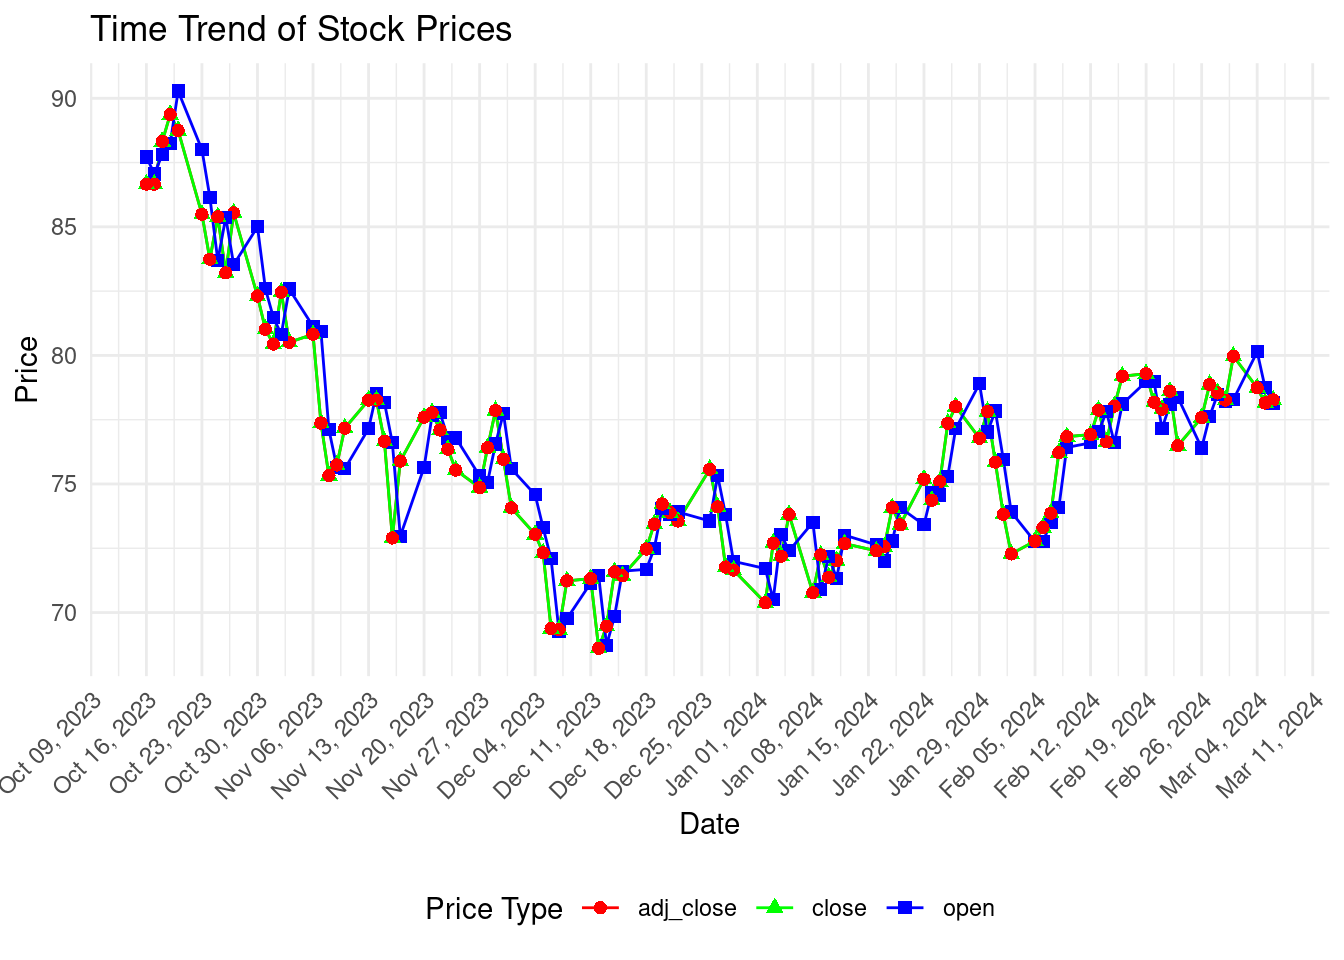 Time Trend of Stock Prices
Price
90
85
80
75
70
Oct 09, 2023
Oct 16, 2023
Oct 23, 2023
Oct 30, 2023
Nov 06, 2023
Nov 13, 2023
Nov 20, 2023
Nov 27, 2023
Dec 04, 2023
Dec 11, 2023
Dec 18, 2023
Dec 25, 2023
Jan 01, 2024
Jan 08, 2024
Jan 15, 2024
Jan 22, 2024
Jan 29, 2024
Feb 05, 2024
Feb 12, 2024
Feb 19, 2024
Feb 26, 2024
Mar 04, 2024
Mar 11, 2024
Date
Price Type adj_close close open